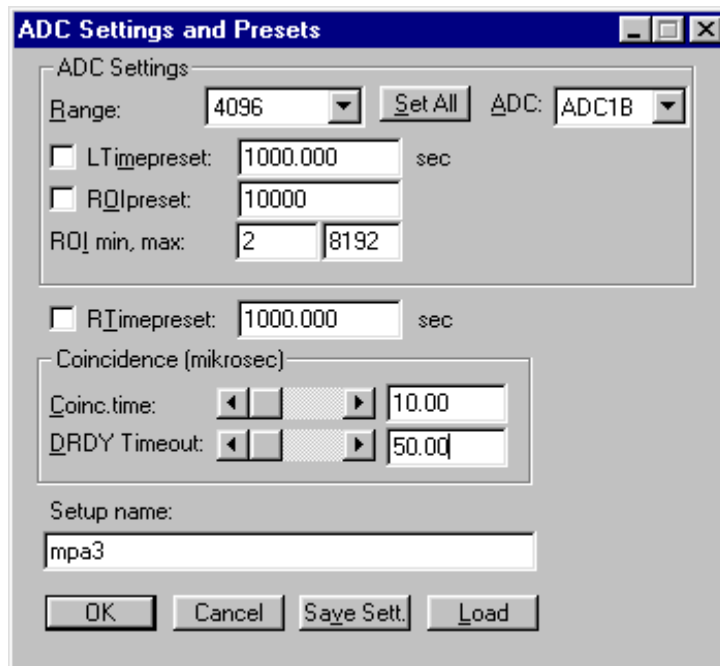 ADC Settings and Presets
ADC Settings
Range: 4096 Set All ADC: ADC1B
LTimepreset: 1000.000 sec
ROIpreset: 10000
ROI min, max: 2 8192
RTimepreset: 1000.000 sec
Coincidence (mikrosec)
Coinc.time: 10.00
DRDY Timeout: 50.00
Setup name:
mpa3
OK Cancel Save Sett. Load